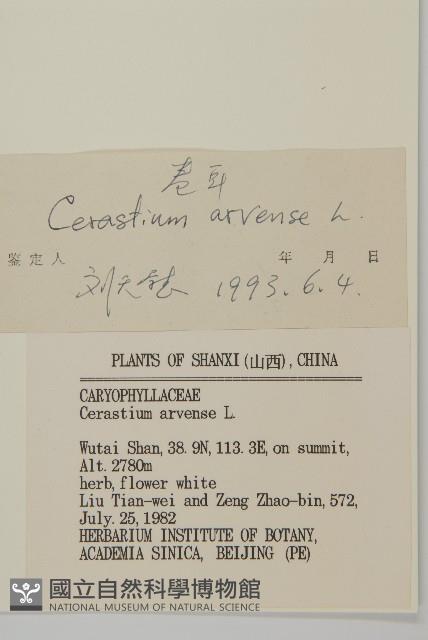 卷耳
Cerastium arvense L.
鉴定人 年 月 日
刘天慰 1993.6.4.
PLANTS OF SHANXI (山西), CHINA
CARYOPHYLLACEAE
Cerastium arvense L.
Wutai Shan, 38.9N, 113.3E, on summit,
Alt. 2780m
herb, flower white
Liu Tian-wei and Zeng Zhao-bin, 572,
July. 25, 1982
HERBARIUM INSTITUTE OF BOTANY,
ACADEMIA SINICA, BEIJING (PE)
國立自然科學博物館
NATIONAL MUSEUM OF NATURAL SCIENCE